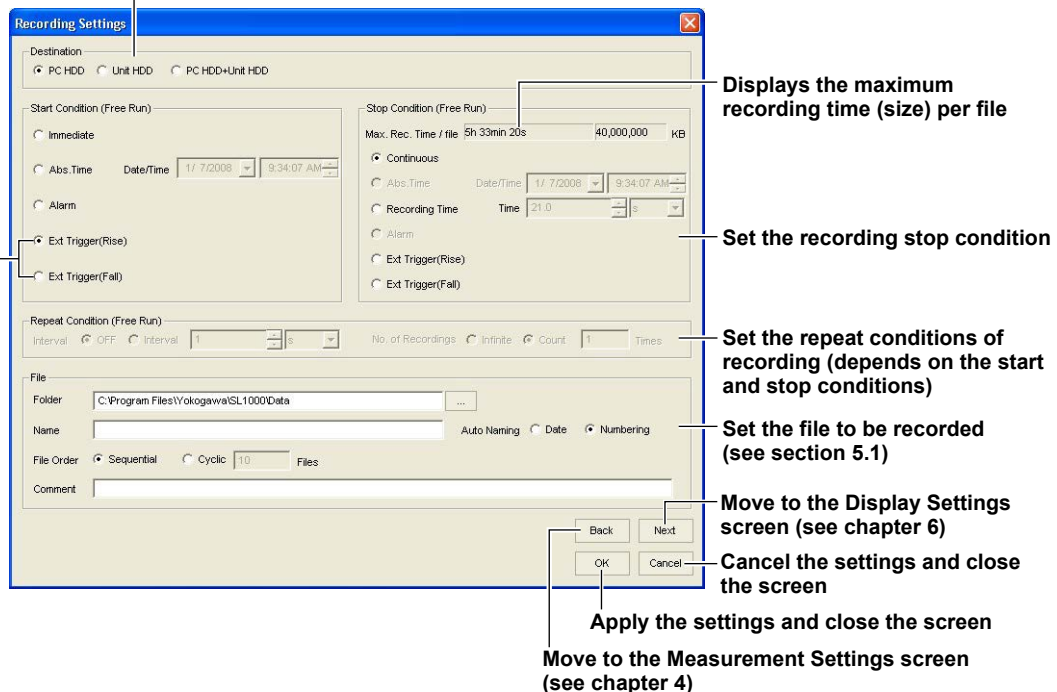 Recording Settings
Destination
PC HDD Unit HDD PC HDD+Unit HDD
Start Condition (Free Run)
Immediate
Abs.Time Date/Time 1/ 7/2008 9:34:07 AM
Alarm
Ext Trigger(Rise)
Ext Trigger(Fall)
Stop Condition (Free Run)
Max. Rec. Time / file 5h 33min 20s 40,000,000 KB
Continuous
Abs.Time Date/Time 1/ 7/2008 9:34:07 AM
Recording Time Time 21.0 s
Alarm
Ext Trigger(Rise)
Ext Trigger(Fall)
Repeat Condition (Free Run)
Interval OFF Interval 1 s No. of Recordings Infinite Count 1 Times
File
Folder C:\Program Files\Yokogawa\SL1000\Data ...
Name Auto Naming Date Numbering
File Order Sequential Cyclic 10 Files
Comment
Back Next
OK Cancel
Displays the maximum
recording time (size) per file
Set the recording stop condition
Set the repeat conditions of
recording (depends on the start
and stop conditions)
Set the file to be recorded
(see section 5.1)
Move to the Display Settings
screen (see chapter 6)
Cancel the settings and close
the screen
Apply the settings and close the screen
Move to the Measurement Settings screen
(see chapter 4)